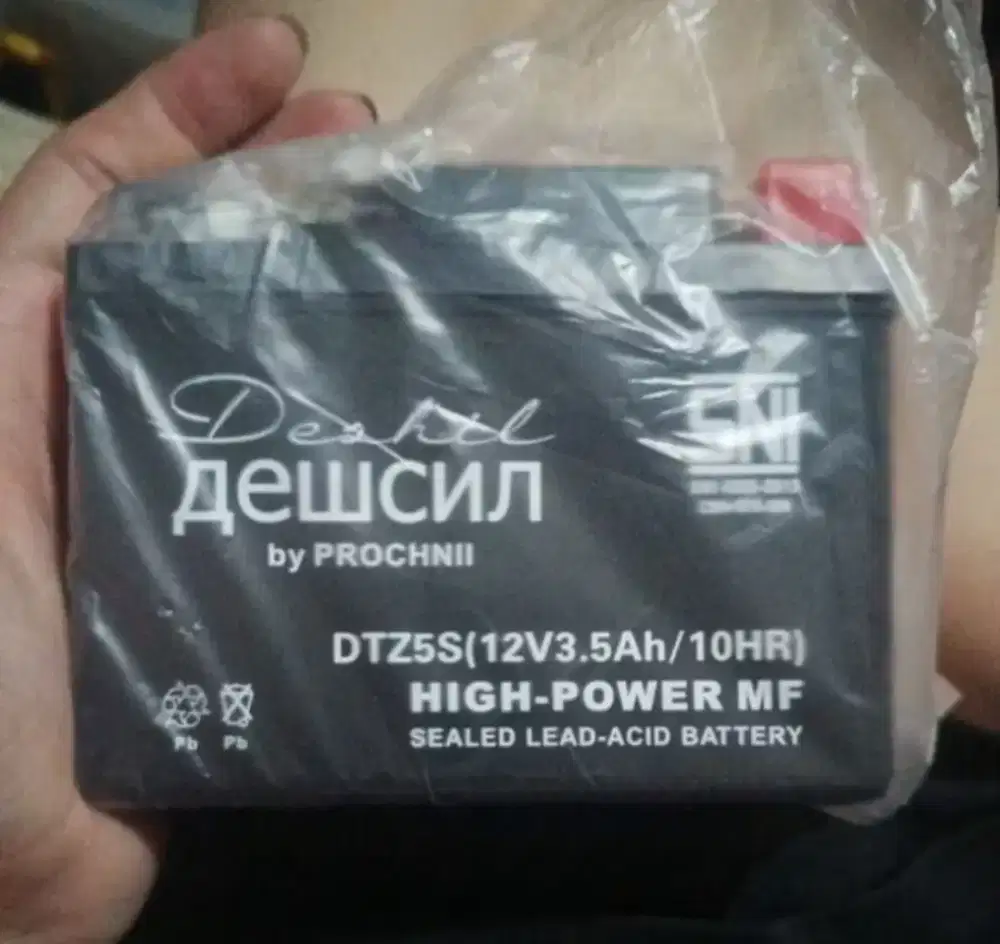 Deshil
дешсил
by PROCHNII
SNI
DTZ5S(12V3.5Ah/10HR)
HIGH-POWER MF
SEALED LEAD-ACID BATTERY
Pb Pb